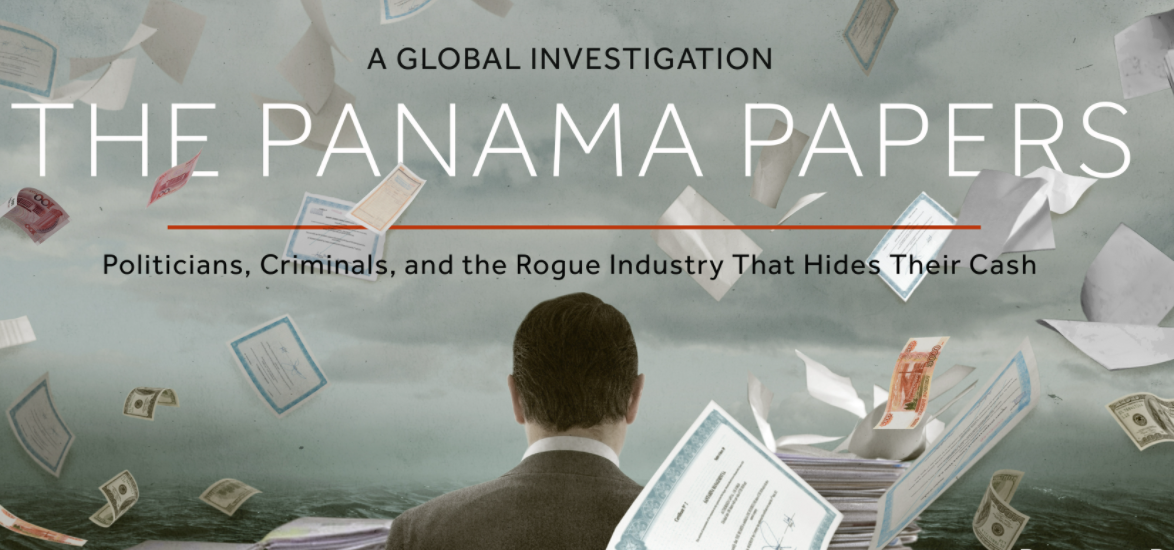 A GLOBAL INVESTIGATION
THE PANAMA PAPERS
Politicians, Criminals, and the Rogue Industry That Hides Their Cash